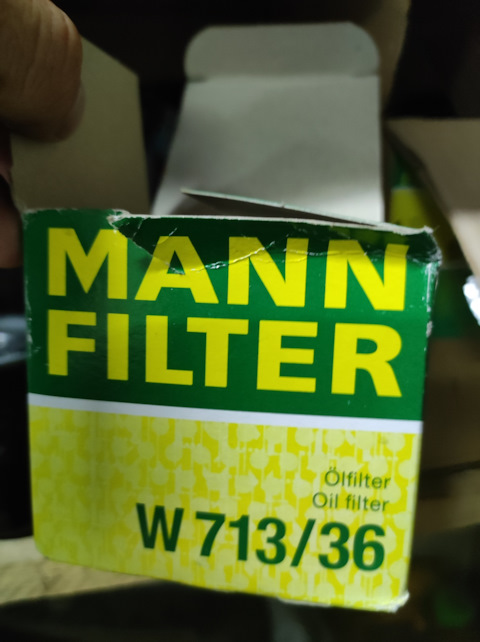 MANN
FILTER
Ölfilter
Oil filter
W 713/36